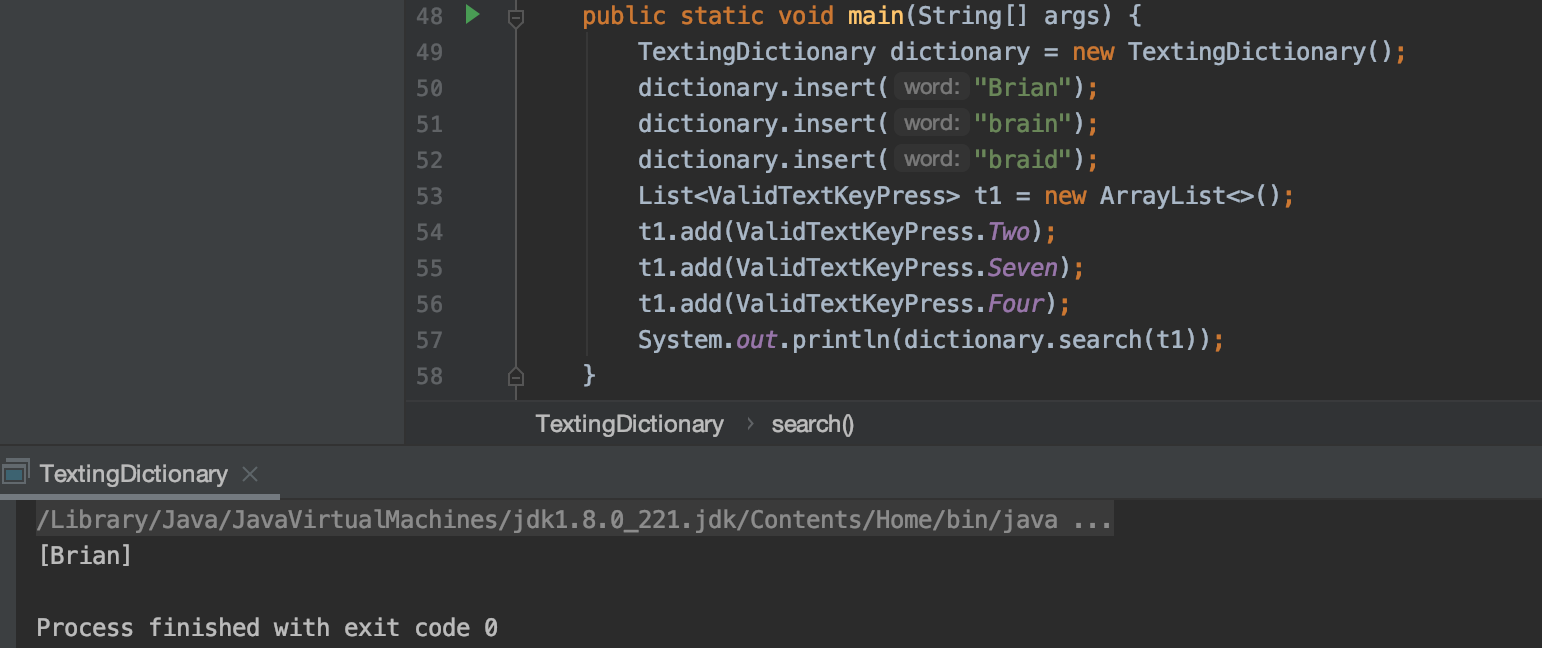 48 public static void main(String[] args) {
49 TextingDictionary dictionary = new TextingDictionary();
50 dictionary.insert( word: "Brian");
51 dictionary.insert( word: "brain");
52 dictionary.insert( word: "braid");
53 List<ValidTextKeyPress> t1 = new ArrayList<>();
54 t1.add(ValidTextKeyPress.Two);
55 t1.add(ValidTextKeyPress.Seven);
56 t1.add(ValidTextKeyPress.Four);
57 System.out.println(dictionary.search(t1));
58 }
TextingDictionary › search()
TextingDictionary ×
/Library/Java/JavaVirtualMachines/jdk1.8.0_221.jdk/Contents/Home/bin/java ...
[Brian]
Process finished with exit code 0